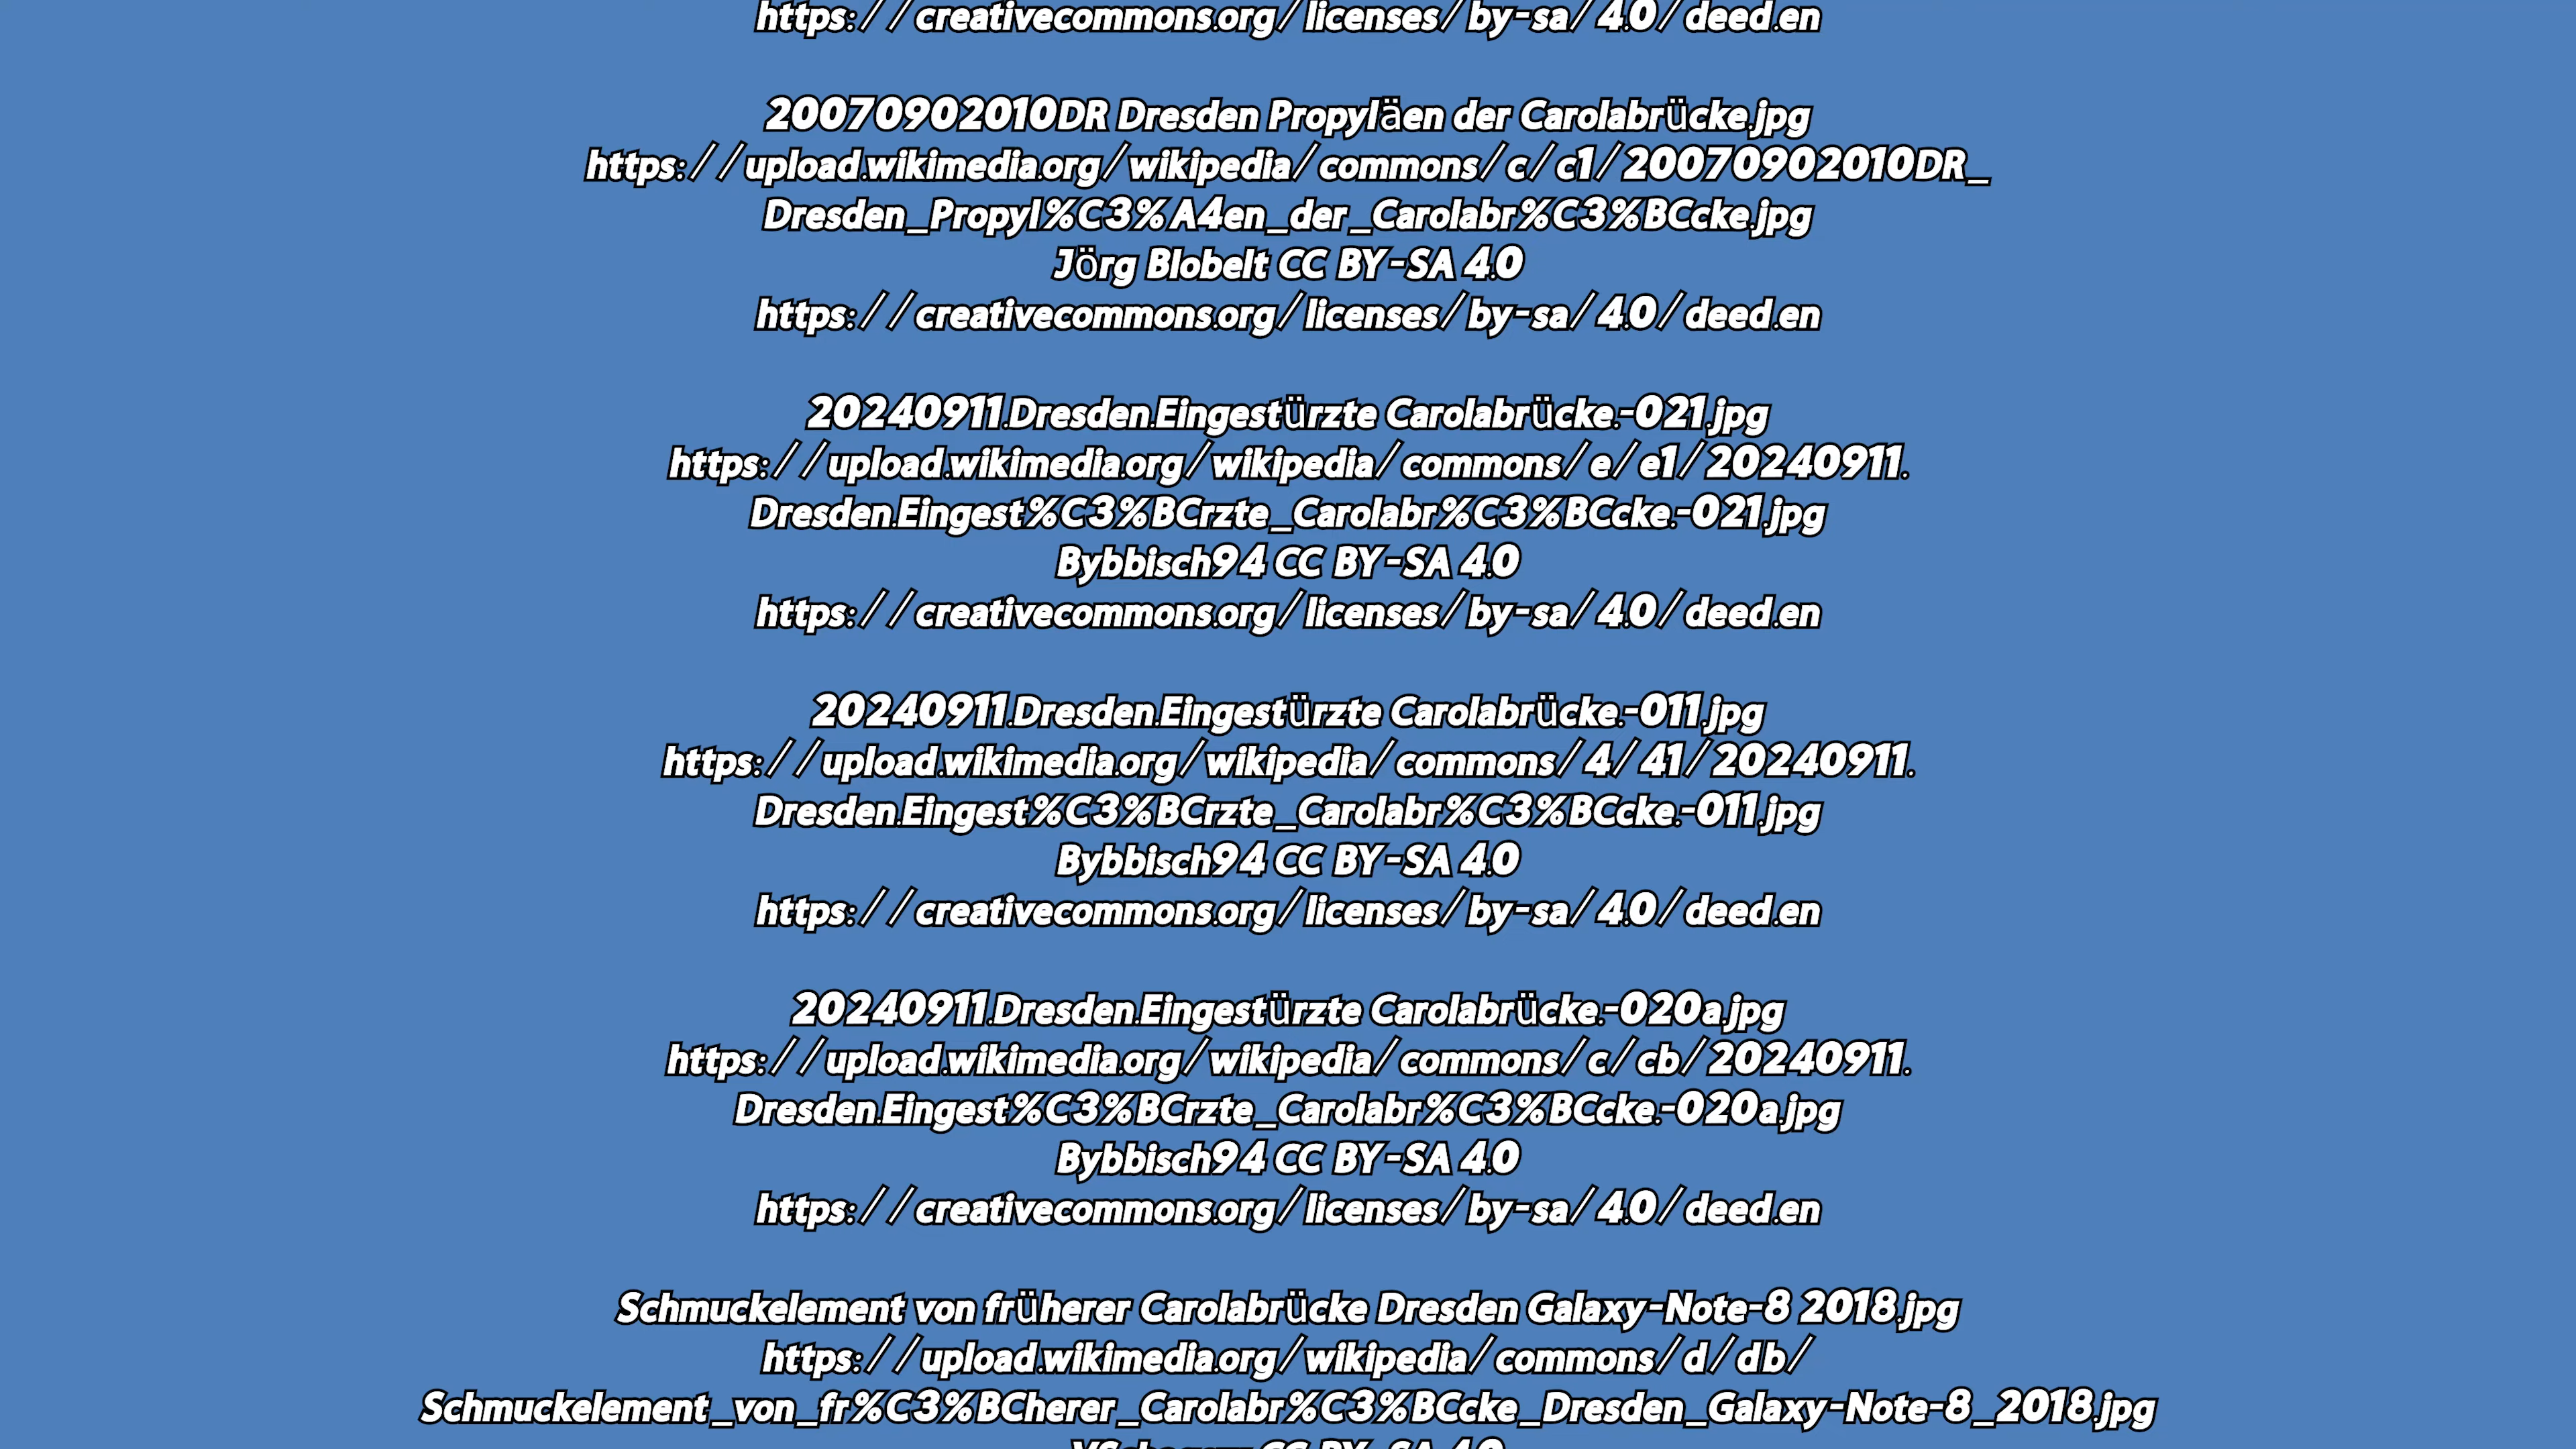 https://creativecommons.org/licenses/by-sa/4.0/deed.en
20070902010DR Dresden Propyläen der Carolabrücke.jpg
https://upload.wikimedia.org/wikipedia/commons/c/c1/20070902010DR_
Dresden_Propyl%C3%A4en_der_Carolabr%C3%BCcke.jpg
Jörg Blobelt CC BY-SA 4.0
https://creativecommons.org/licenses/by-sa/4.0/deed.en
20240911.Dresden.Eingestürzte Carolabrücke.-021.jpg
https://upload.wikimedia.org/wikipedia/commons/e/e1/20240911.
Dresden.Eingest%C3%BCrzte_Carolabr%C3%BCcke.-021.jpg
Bybbisch94 CC BY-SA 4.0
https://creativecommons.org/licenses/by-sa/4.0/deed.en
20240911.Dresden.Eingestürzte Carolabrücke.-011.jpg
https://upload.wikimedia.org/wikipedia/commons/4/41/20240911.
Dresden.Eingest%C3%BCrzte_Carolabr%C3%BCcke.-011.jpg
Bybbisch94 CC BY-SA 4.0
https://creativecommons.org/licenses/by-sa/4.0/deed.en
20240911.Dresden.Eingestürzte Carolabrücke.-020a.jpg
https://upload.wikimedia.org/wikipedia/commons/c/cb/20240911.
Dresden.Eingest%C3%BCrzte_Carolabr%C3%BCcke.-020a.jpg
Bybbisch94 CC BY-SA 4.0
https://creativecommons.org/licenses/by-sa/4.0/deed.en
Schmuckelement von früherer Carolabrücke Dresden Galaxy-Note-8 2018.jpg
https://upload.wikimedia.org/wikipedia/commons/d/db/
Schmuckelement_von_fr%C3%BCherer_Carolabr%C3%BCcke_Dresden_Galaxy-Note-8_2018.jpg
CC BY-SA 4.0